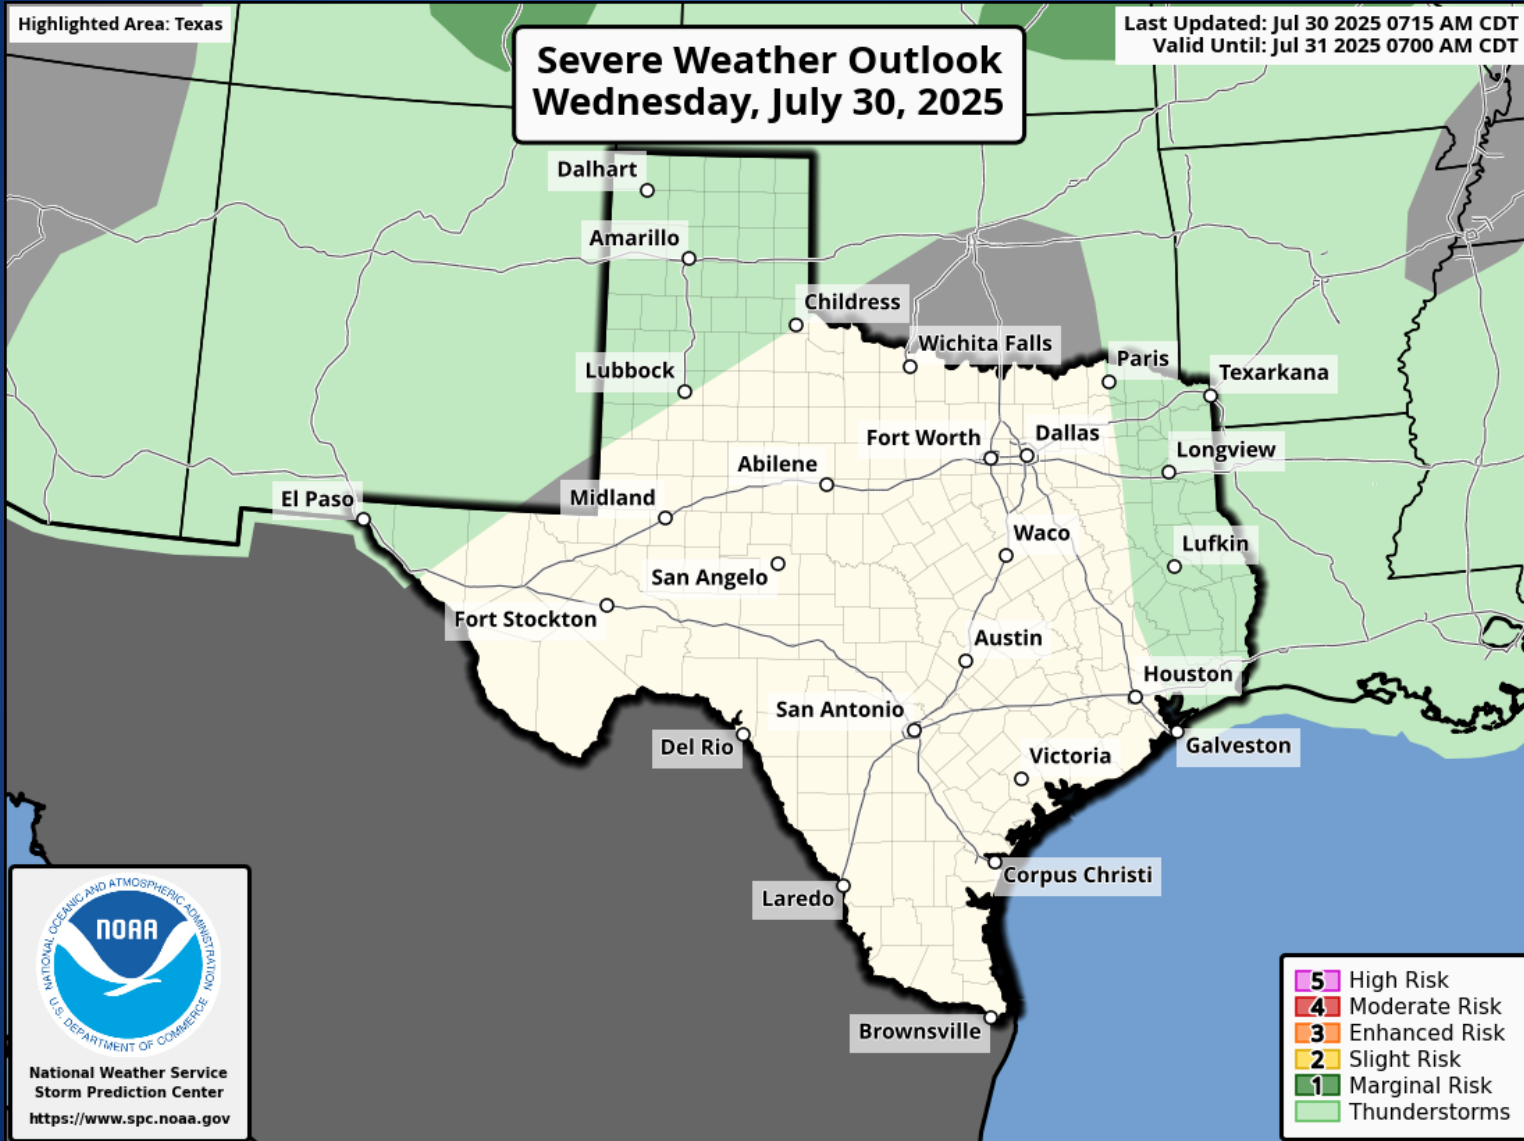 Highlighted Area: Texas
Severe Weather Outlook
Wednesday, July 30, 2025
Last Updated: Jul 30 2025 0715 AM CDT
Valid Until: Jul 31 2025 0700 AM CDT
Dalhart
Amarillo
Childress
Wichita Falls
Paris
Lubbock
Texarkana
Fort Worth
Dallas
Longview
Abilene
El Paso
Midland
Waco
Lufkin
San Angelo
Fort Stockton
Austin
Houston
San Antonio
Del Rio
Galveston
Victoria
Corpus Christi
Laredo
Brownsville
NATIONAL OCEANIC AND ATMOSPHERIC ADMINISTRATION
NOAA
U.S. DEPARTMENT OF COMMERCE
National Weather Service
Storm Prediction Center
https://www.spc.noaa.gov
5 High Risk
4 Moderate Risk
3 Enhanced Risk
2 Slight Risk
1 Marginal Risk
Thunderstorms